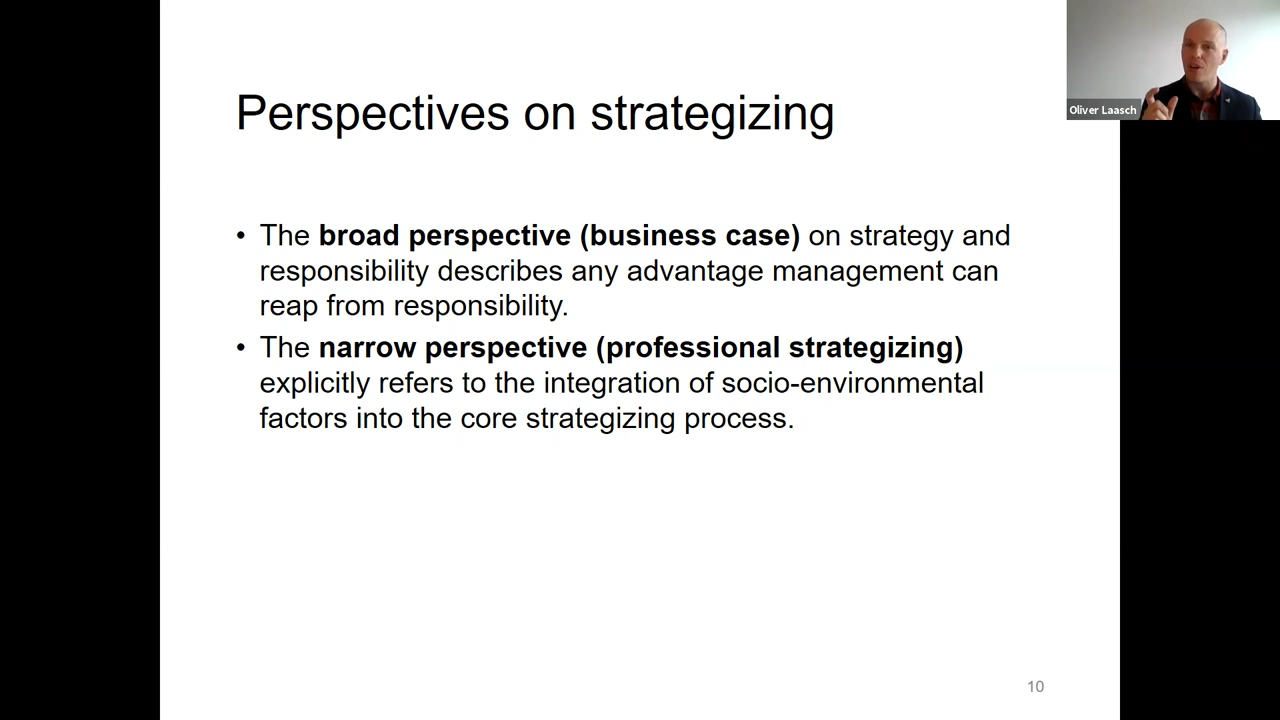 Perspectives on strategizing
Oliver Laasch
• The broad perspective (business case) on strategy and
responsibility describes any advantage management can
reap from responsibility.
• The narrow perspective (professional strategizing)
explicitly refers to the integration of socio-environmental
factors into the core strategizing process.
10